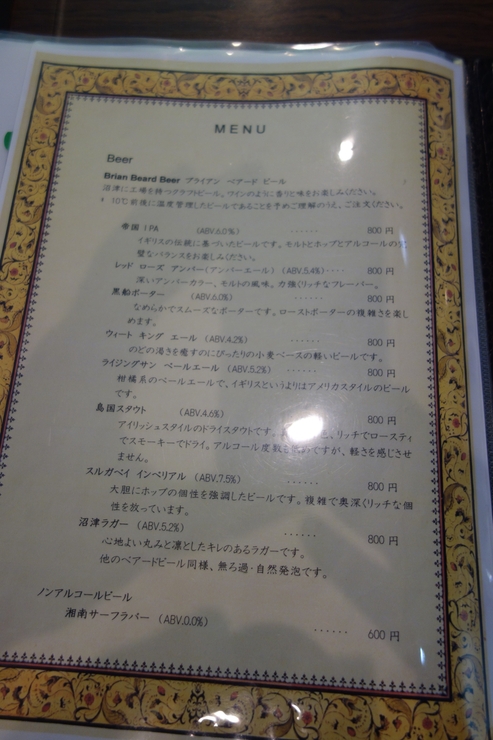 MENU
Beer
Brian Beard Beer ブライアン ベアード ビール
沼津に工場を持つクラフトビール。ワインのように香りと味をお楽しみください。
* 10℃前後に温度管理したビールであることを予めご理解のうえ、ご注文ください。
帝国 IPA (ABV.6.0%) ...... 800 円
イギリスの伝統に基づいたビールです。モルトとホップとアルコールの完
璧なバランスをお楽しみください。
レッド ローズ アンバー(アンバーエール) (ABV.5.4%)···· 800 円
深いアンバーカラー、モルトの風味、力強くリッチなフレーバー。
黒船ポーター (ABV.6.0%) ...... 800 円
なめらかでスムーズなポーターです。ローストポーターの複雑さを楽し
めます。
ウィート キング エール (ABV.4.2%) ...... 800 円
のどの渇きを癒すのにぴったりの小麦ベースの軽いビールです。
ライジングサン ペールエール (ABV.5.2%) ...... 800 円
柑橘系のペールエールで、イギリスというよりはアメリカスタイルのビール
です。
島国スタウト (ABV.4.6%) 800 円
アイリッシュスタイルのドライスタウトです。 リッチでロースティ
でスモーキーでドライ。アルコール度数 ですが、軽さを感じさ
せません。
スルガベイ インペリアル (ABV.7.5%) ...... 800 円
大胆にホップの個性を強調したビールです。複雑で奥深くリッチな個
性を放っています。
沼津ラガー (ABV.5.2%) ...... 800 円
心地よい丸みと凛としたキレのあるラガーです。
他のベアードビール同様、無ろ過・自然発泡です。
ノンアルコールビール
湘南サーフラバー (ABV.0.0%) ...... 600 円